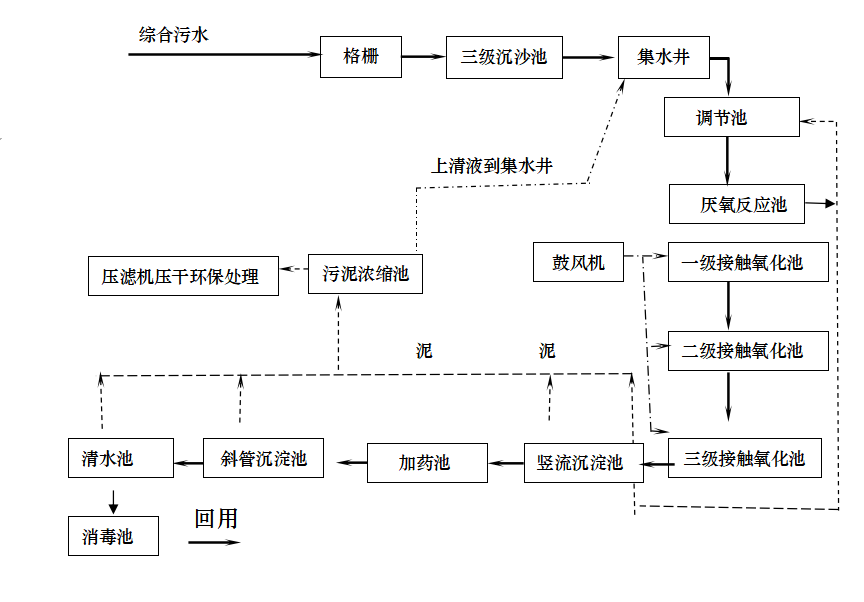 综合污水
格栅
三级沉沙池
集水井
调节池
上清液到集水井
厌氧反应池
压滤机压干环保处理
污泥浓缩池
鼓风机
一级接触氧化池
泥
泥
二级接触氧化池
清水池
斜管沉淀池
加药池
竖流沉淀池
三级接触氧化池
消毒池
回用